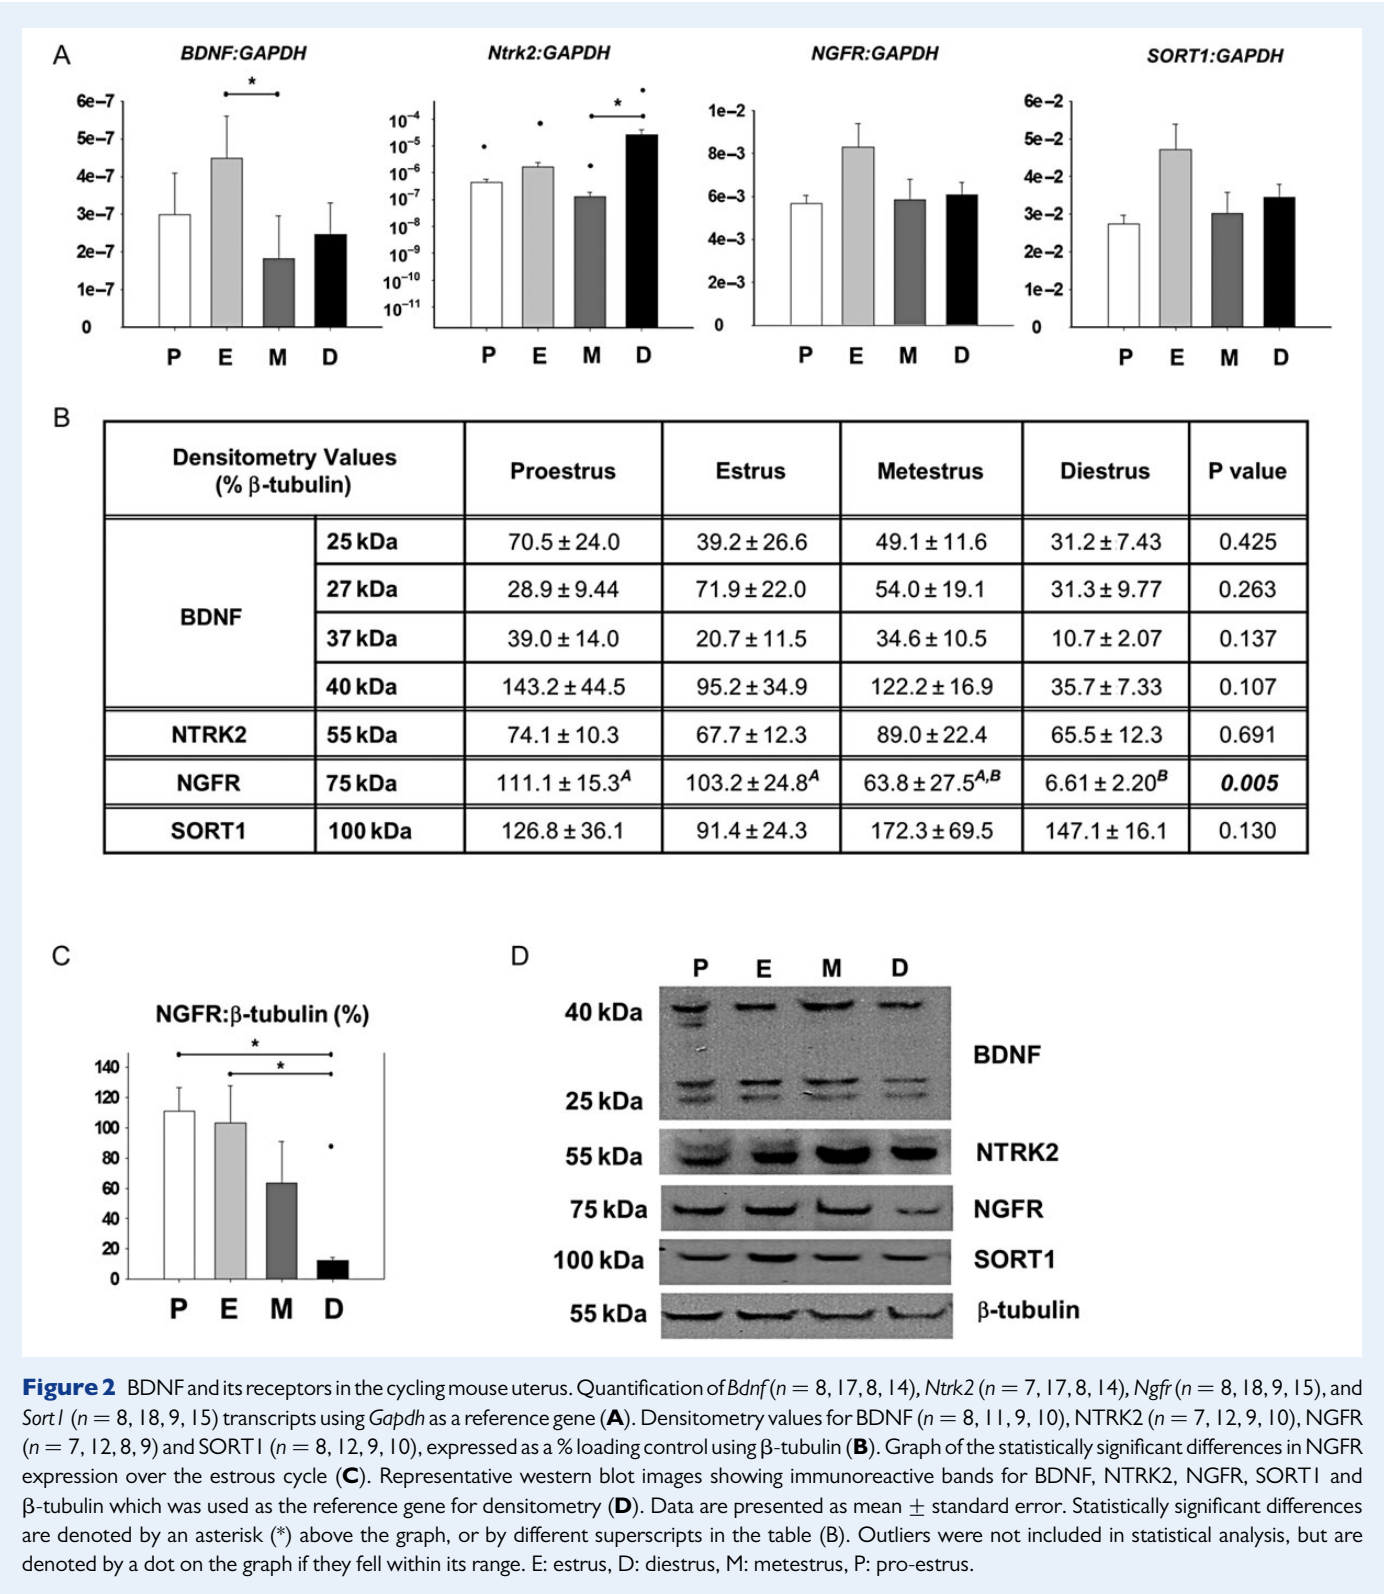 A
BDNF:GAPDH
*
6e–7
5e–7
4e–7
3e–7
2e–7
1e–7
0
P E M D
Ntrk2:GAPDH
*
10⁻⁴
10⁻⁵
10⁻⁶
10⁻⁷
10⁻⁸
10⁻⁹
10⁻¹⁰
10⁻¹¹
P E M D
NGFR:GAPDH
1e–2
8e–3
6e–3
4e–3
2e–3
0
P E M D
SORT1:GAPDH
6e–2
5e–2
4e–2
3e–2
2e–2
1e–2
0
P E M D
B
Densitometry Values (% β-tubulin) Proestrus Estrus Metestrus Diestrus P value
BDNF
25 kDa 70.5 ± 24.0 39.2 ± 26.6 49.1 ± 11.6 31.2 ± 7.43 0.425
27 kDa 28.9 ± 9.44 71.9 ± 22.0 54.0 ± 19.1 31.3 ± 9.77 0.263
37 kDa 39.0 ± 14.0 20.7 ± 11.5 34.6 ± 10.5 10.7 ± 2.07 0.137
40 kDa 143.2 ± 44.5 95.2 ± 34.9 122.2 ± 16.9 35.7 ± 7.33 0.107
NTRK2 55 kDa 74.1 ± 10.3 67.7 ± 12.3 89.0 ± 22.4 65.5 ± 12.3 0.691
NGFR 75 kDa 111.1 ± 15.3ᴬ 103.2 ± 24.8ᴬ 63.8 ± 27.5ᴬ,ᴮ 6.61 ± 2.20ᴮ 0.005
SORT1 100 kDa 126.8 ± 36.1 91.4 ± 24.3 172.3 ± 69.5 147.1 ± 16.1 0.130
C
NGFR:β-tubulin (%)
*
*
140
120
100
80
60
40
20
0
P E M D
D
P E M D
40 kDa
BDNF
25 kDa
55 kDa NTRK2
75 kDa NGFR
100 kDa SORT1
55 kDa β-tubulin
Figure 2 BDNF and its receptors in the cycling mouse uterus. Quantification of Bdnf (n = 8, 17, 8, 14), Ntrk2 (n = 7, 17, 8, 14), Ngfr (n = 8, 18, 9, 15), and
Sort1 (n = 8, 18, 9, 15) transcripts using Gapdh as a reference gene (A). Densitometry values for BDNF (n = 8, 11, 9, 10), NTRK2 (n = 7, 12, 9, 10), NGFR
(n = 7, 12, 8, 9) and SORT1 (n = 8, 12, 9, 10), expressed as a % loading control using β-tubulin (B). Graph of the statistically significant differences in NGFR
expression over the estrous cycle (C). Representative western blot images showing immunoreactive bands for BDNF, NTRK2, NGFR, SORT1 and
β-tubulin which was used as the reference gene for densitometry (D). Data are presented as mean ± standard error. Statistically significant differences
are denoted by an asterisk (*) above the graph, or by different superscripts in the table (B). Outliers were not included in statistical analysis, but are
denoted by a dot on the graph if they fell within its range. E: estrus, D: diestrus, M: metestrus, P: pro-estrus.